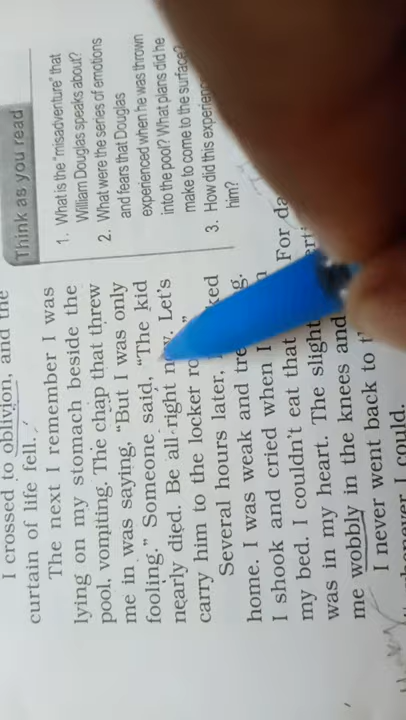 I crossed to oblivion, and the
curtain of life fell.
The next I remember I was
lying on my stomach beside the
pool, vomiting. The chap that threw
me in was saying, “But I was only
fooling.” Someone said, “The kid
nearly died. Be all right Let's
carry him to the locker
Several hours later,
home. I was weak and
I shook and cried when I For
my bed. I couldn't eat that
was in my heart. The slight
me wobbly in the knees and
I never went back to
whenever I could.
Think as you read
1. What is the “misadventure” that
William Douglas speaks about?
2. What were the series of emotions
and fears that Douglas
experienced when he was thrown
into the pool? What plans did he
make to come to the surface?
3. How did this
him?